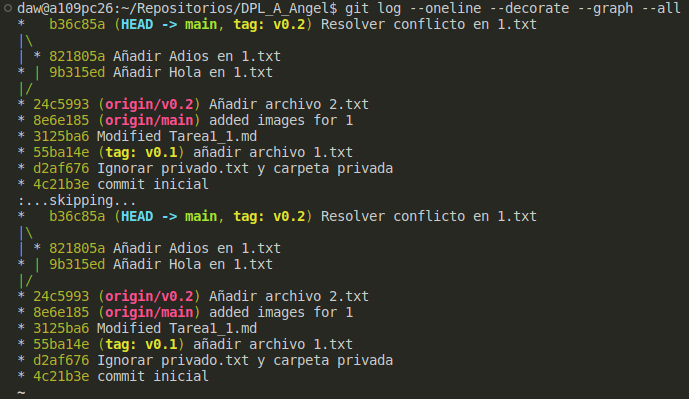 daw@a109pc26:~/Repositorios/DPL_A_Angel$ git log --oneline --decorate --graph --all
*   b36c85a (HEAD -> main, tag: v0.2) Resolver conflicto en 1.txt
|\
| * 821805a Añadir Adios en 1.txt
* | 9b315ed Añadir Hola en 1.txt
|/
* 24c5993 (origin/v0.2) Añadir archivo 2.txt
* 8e6e185 (origin/main) added images for 1
* 3125ba6 Modified Tarea1_1.md
* 55ba14e (tag: v0.1) añadir archivo 1.txt
* d2af676 Ignorar privado.txt y carpeta privada
* 4c21b3e commit inicial
:...skipping...
*   b36c85a (HEAD -> main, tag: v0.2) Resolver conflicto en 1.txt
|\
| * 821805a Añadir Adios en 1.txt
* | 9b315ed Añadir Hola en 1.txt
|/
* 24c5993 (origin/v0.2) Añadir archivo 2.txt
* 8e6e185 (origin/main) added images for 1
* 3125ba6 Modified Tarea1_1.md
* 55ba14e (tag: v0.1) añadir archivo 1.txt
* d2af676 Ignorar privado.txt y carpeta privada
* 4c21b3e commit inicial
~